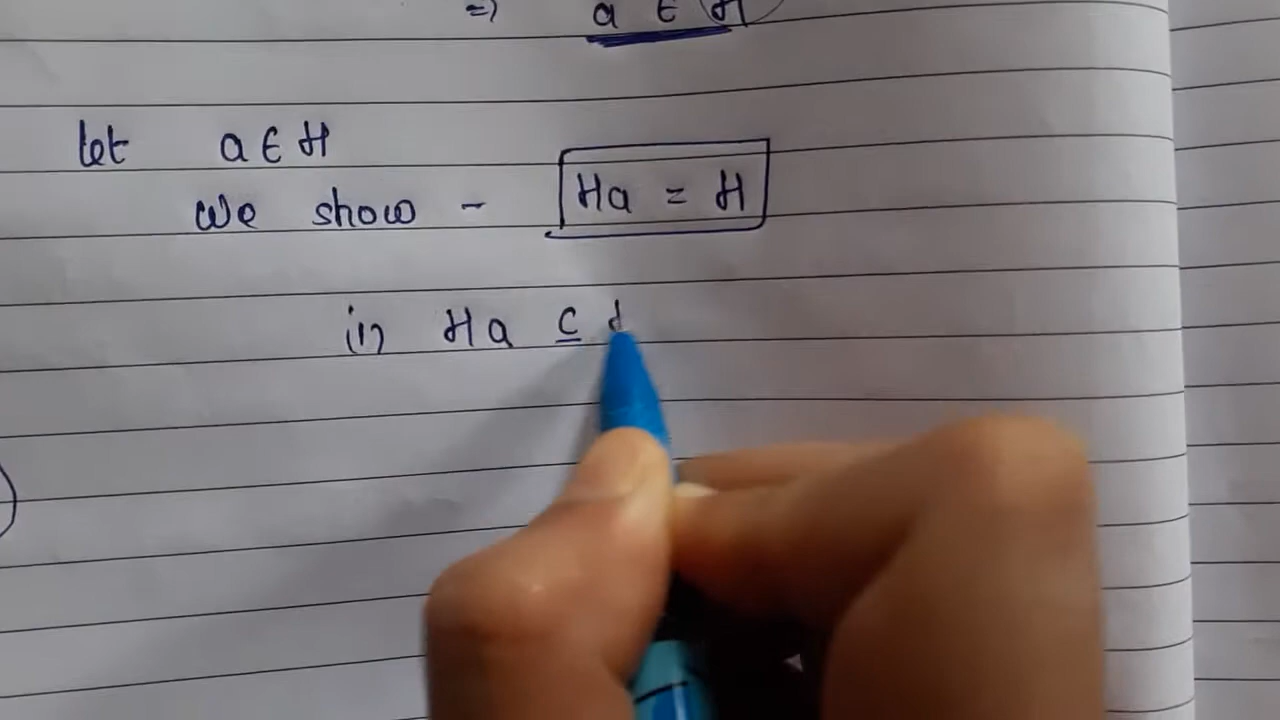 =) a ∈ H
let a ∈ H
We show - Ha = H
(i) Ha ⊆